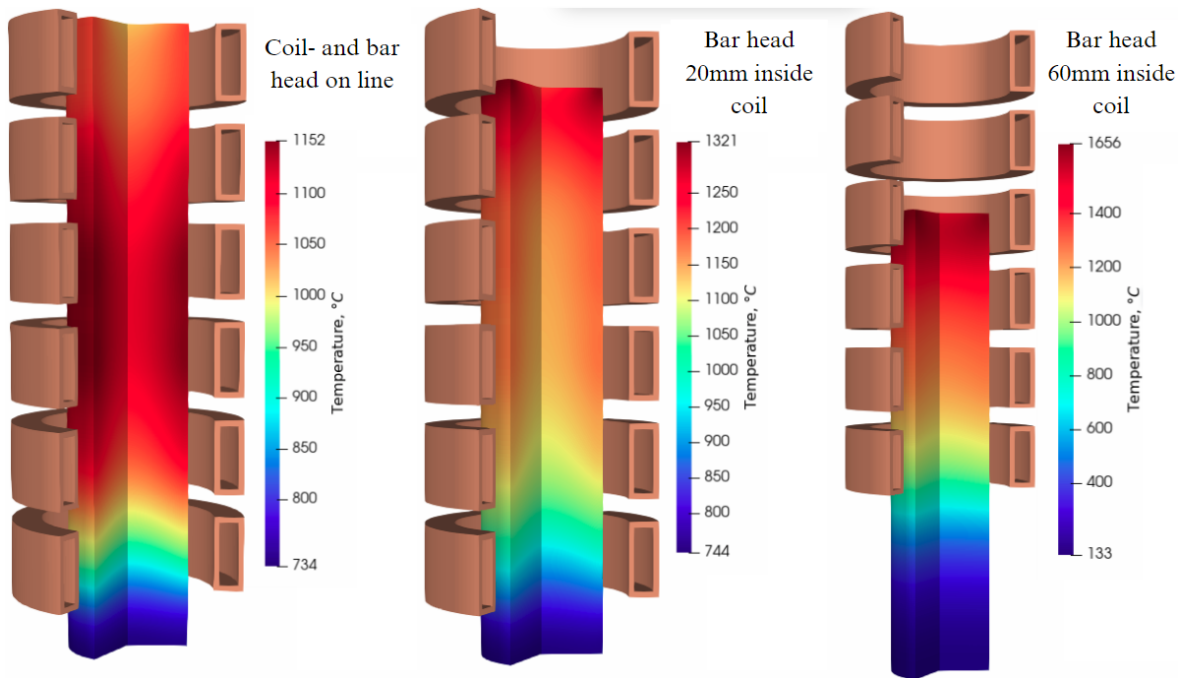 Coil- and bar
head on line
1152
1100
1050
1000
950
900
850
800
734
Temperature, °C
Bar head
20mm inside
coil
1321
1250
1200
1150
1100
1050
1000
950
900
850
800
744
Temperature, °C
Bar head
60mm inside
coil
1656
1400
1200
1000
800
600
400
133
Temperature, °C